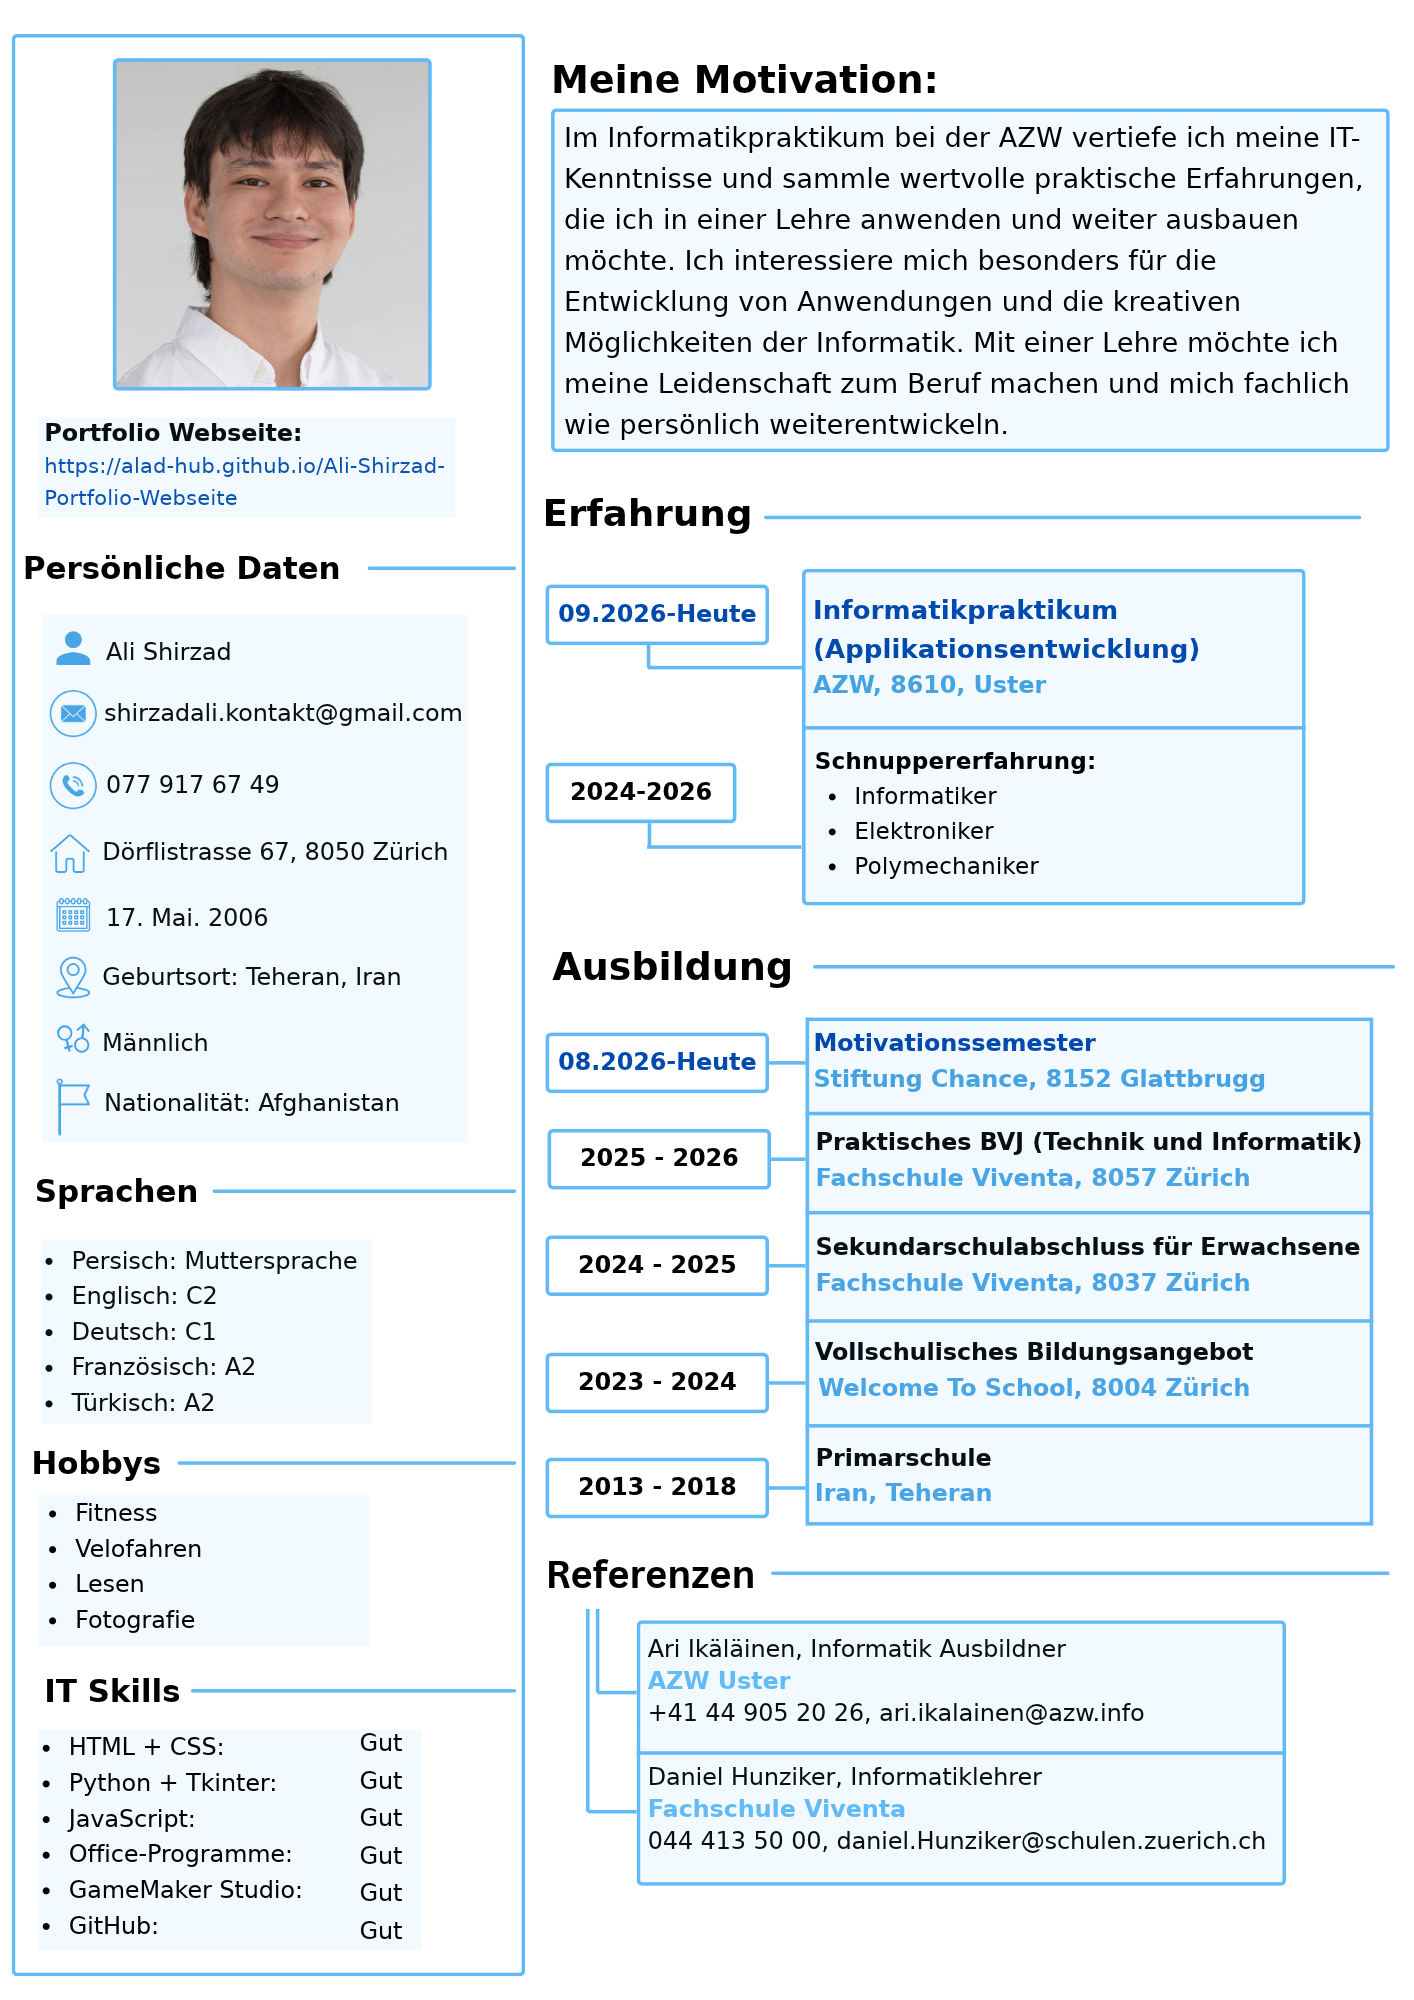 Portfolio Webseite:
https://alad-hub.github.io/Ali-Shirzad-
Portfolio-Webseite
Persönliche Daten
Ali Shirzad
shirzadali.kontakt@gmail.com
077 917 67 49
Dörflistrasse 67, 8050 Zürich
17. Mai. 2006
Geburtsort: Teheran, Iran
Männlich
Nationalität: Afghanistan
Sprachen
• Persisch: Muttersprache
• Englisch: C2
• Deutsch: C1
• Französisch: A2
• Türkisch: A2
Hobbys
• Fitness
• Velofahren
• Lesen
• Fotografie
IT Skills
• HTML + CSS: Gut
• Python + Tkinter: Gut
• JavaScript: Gut
• Office-Programme: Gut
• GameMaker Studio: Gut
• GitHub: Gut
Meine Motivation:
Im Informatikpraktikum bei der AZW vertiefe ich meine IT-
Kenntnisse und sammle wertvolle praktische Erfahrungen,
die ich in einer Lehre anwenden und weiter ausbauen
möchte. Ich interessiere mich besonders für die
Entwicklung von Anwendungen und die kreativen
Möglichkeiten der Informatik. Mit einer Lehre möchte ich
meine Leidenschaft zum Beruf machen und mich fachlich
wie persönlich weiterentwickeln.
Erfahrung
09.2026-Heute
Informatikpraktikum
(Applikationsentwicklung)
AZW, 8610, Uster
2024-2026
Schnuppererfahrung:
• Informatiker
• Elektroniker
• Polymechaniker
Ausbildung
08.2026-Heute
Motivationssemester
Stiftung Chance, 8152 Glattbrugg
2025 - 2026
Praktisches BVJ (Technik und Informatik)
Fachschule Viventa, 8057 Zürich
2024 - 2025
Sekundarschulabschluss für Erwachsene
Fachschule Viventa, 8037 Zürich
2023 - 2024
Vollschulisches Bildungsangebot
Welcome To School, 8004 Zürich
2013 - 2018
Primarschule
Iran, Teheran
Referenzen
Ari Ikäläinen, Informatik Ausbildner
AZW Uster
+41 44 905 20 26, ari.ikalainen@azw.info
Daniel Hunziker, Informatiklehrer
Fachschule Viventa
044 413 50 00, daniel.Hunziker@schulen.zuerich.ch